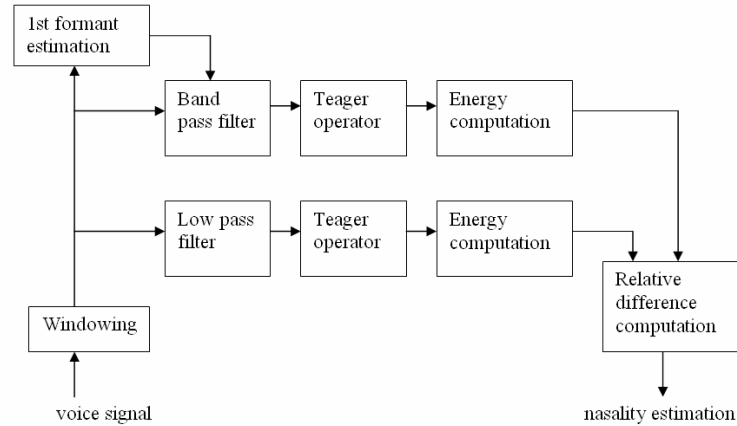 1st formant
estimation
Band
pass filter
Teager
operator
Energy
computation
Low pass
filter
Teager
operator
Energy
computation
Relative
difference
computation
Windowing
voice signal
nasality estimation